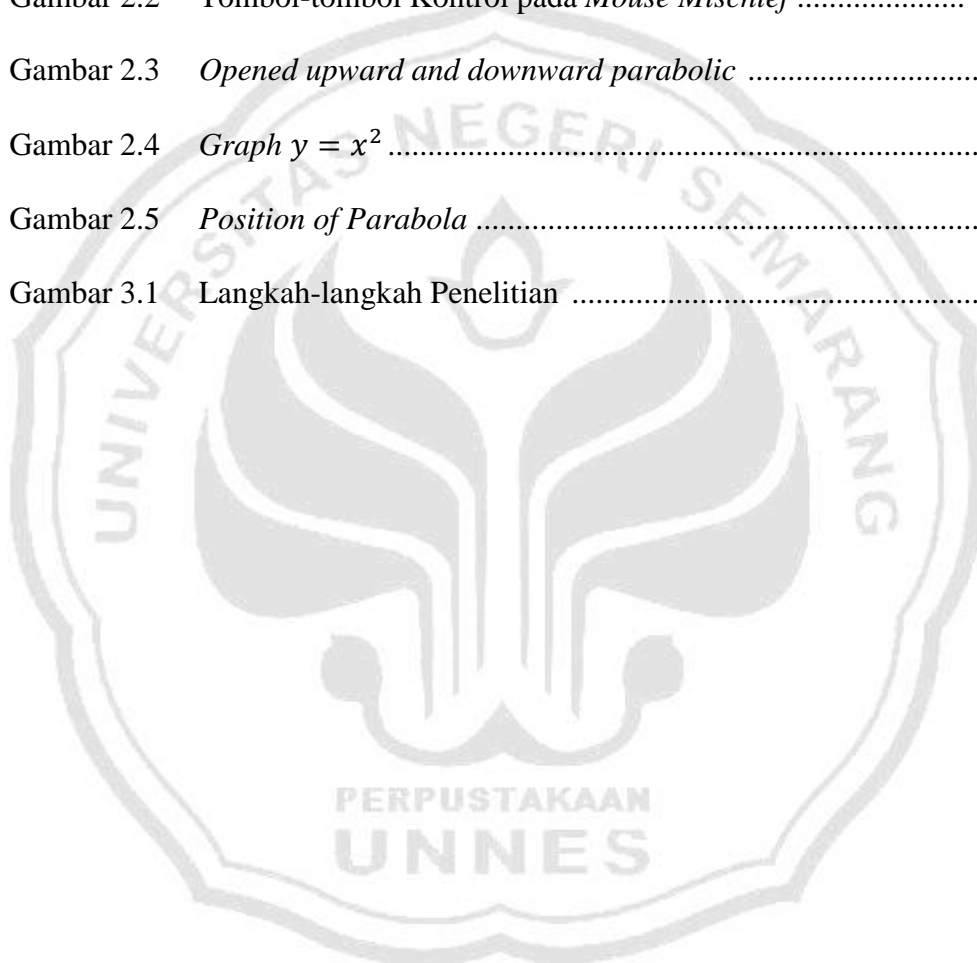 Gambar 2.2 Tombol-tombol Kontrol pada Mouse Mischief .....................
Gambar 2.3 Opened upward and downward parabolic .............................
Gambar 2.4 Graph y = x² ..........................................................................
Gambar 2.5 Position of Parabola ...............................................................
Gambar 3.1 Langkah-langkah Penelitian ...................................................
UNIVERSITAS NEGERI SEMARANG
PERPUSTAKAAN
UNNES